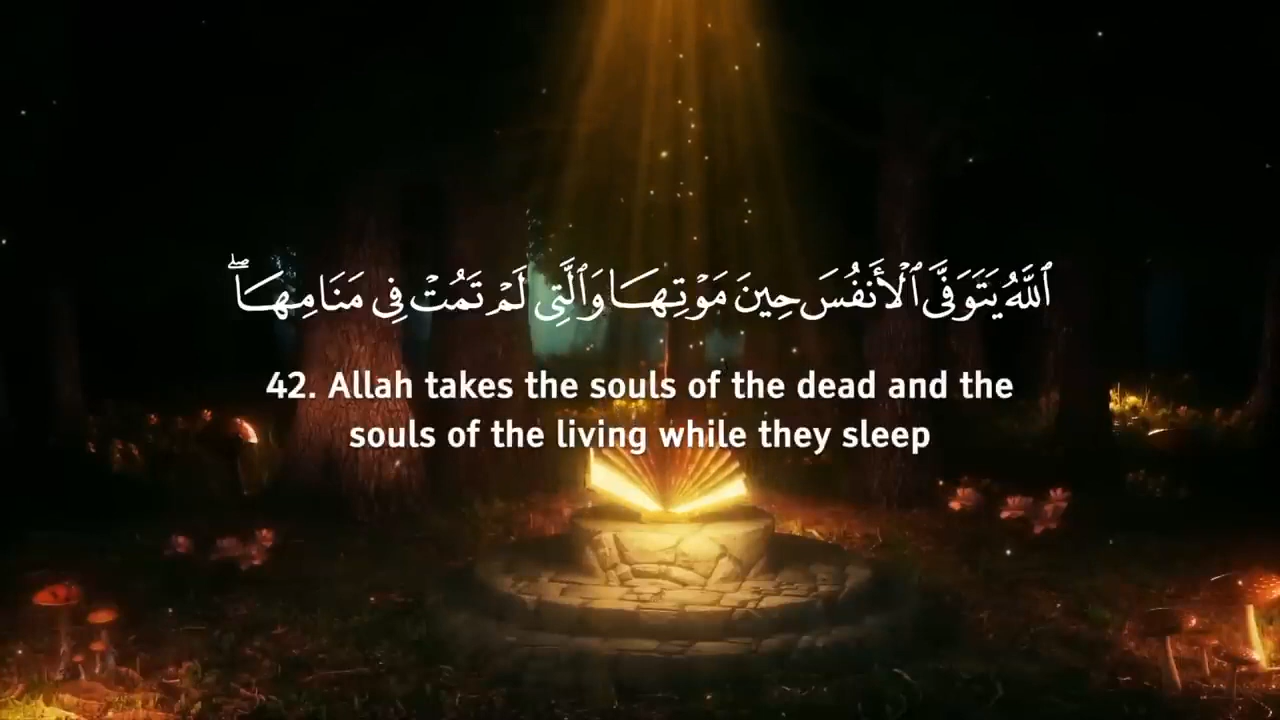 ٱللَّهُ يَتَوَفَّى ٱلْأَنفُسَ حِينَ مَوْتِهَا وَٱلَّتِى لَمْ تَمُتْ فِى مَنَامِهَا ۖ
42. Allah takes the souls of the dead and the
souls of the living while they sleep